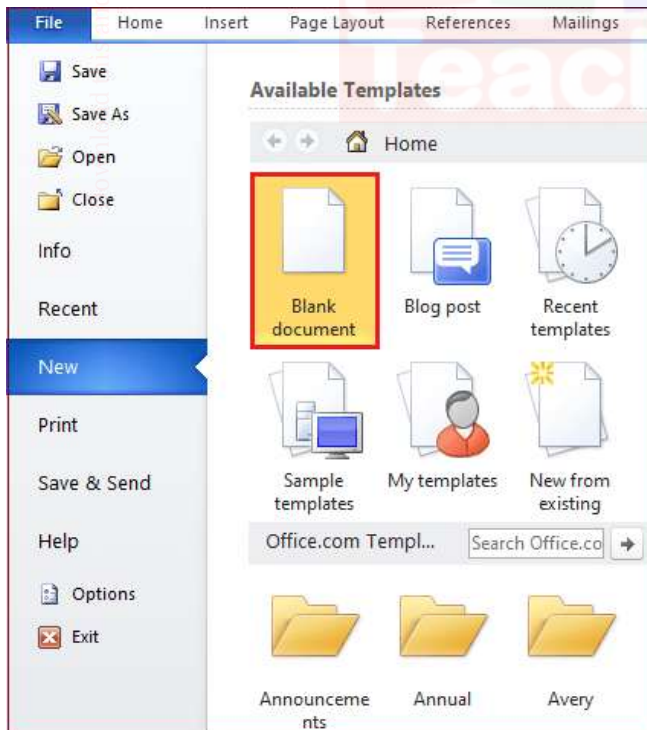 File Home Insert Page Layout References Mailings
Save
Save As
Open
Close
Info
Recent
New
Print
Save & Send
Help
Options
Exit
Available Templates
Home
Blank
document
Blog post
Recent
templates
Sample
templates
My templates
New from
existing
Office.com Templ... Search Office.co
Announceme
nts
Annual
Avery
Teac